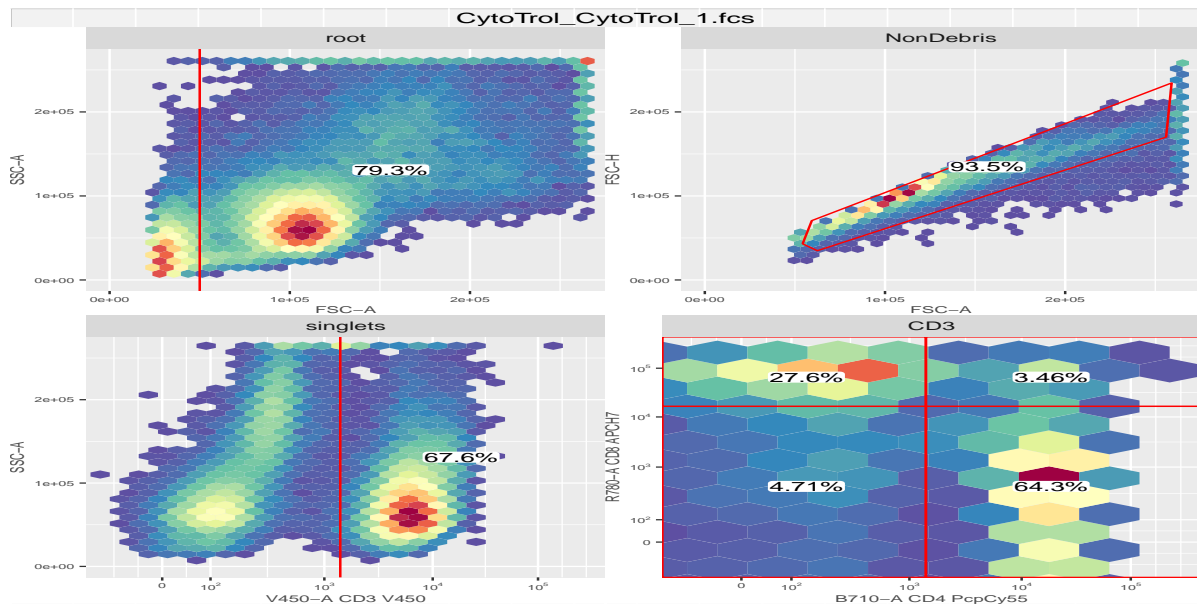 CytoTrol_CytoTrol_1.fcs
root
NonDebris
SSC−A
2e+05
1e+05
0e+00
79.3%
0e+00
1e+05
2e+05
FSC−A
FSC−H
2e+05
1e+05
0e+00
93.5%
0e+00
1e+05
2e+05
FSC−A
singlets
CD3
SSC−A
2e+05
1e+05
0e+00
67.6%
0
10²
10³
10⁴
10⁵
V450−A CD3 V450
R780−A CD8 APCH7
10⁵
10⁴
10³
10²
0
27.6%
3.46%
4.71%
64.3%
0
10²
10³
10⁴
10⁵
B710−A CD4 PcpCy55